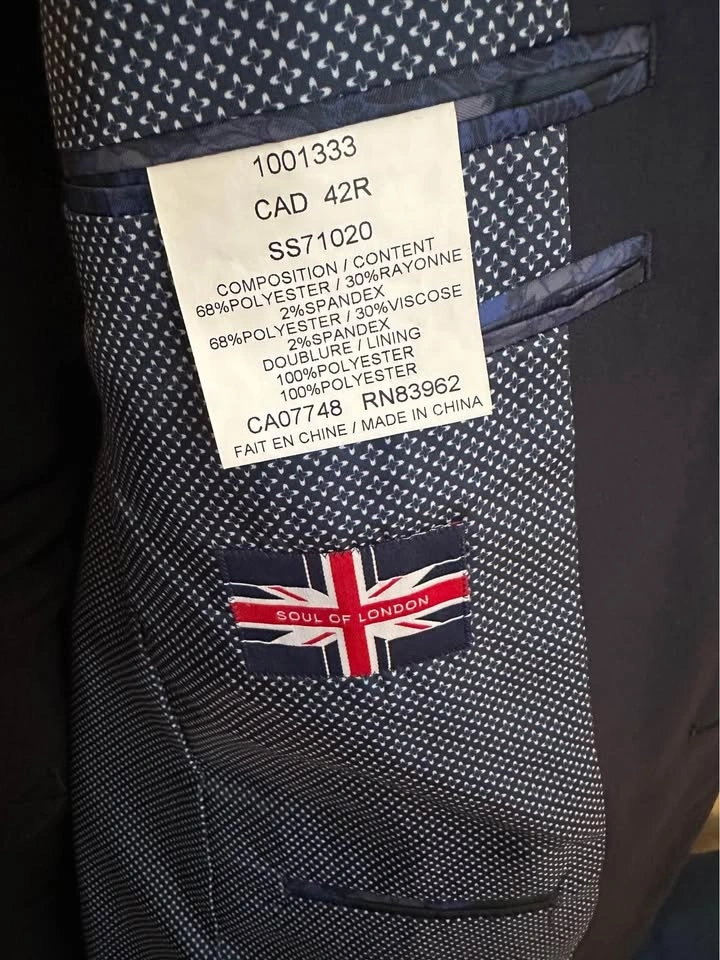 1001333
CAD 42R
SS71020
COMPOSITION / CONTENT
68%POLYESTER / 30%RAYONNE
2%SPANDEX
68%POLYESTER / 30%VISCOSE
2%SPANDEX
DOUBLURE / LINING
100%POLYESTER
100%POLYESTER
CA07748 RN83962
FAIT EN CHINE / MADE IN CHINA
SOUL OF LONDON